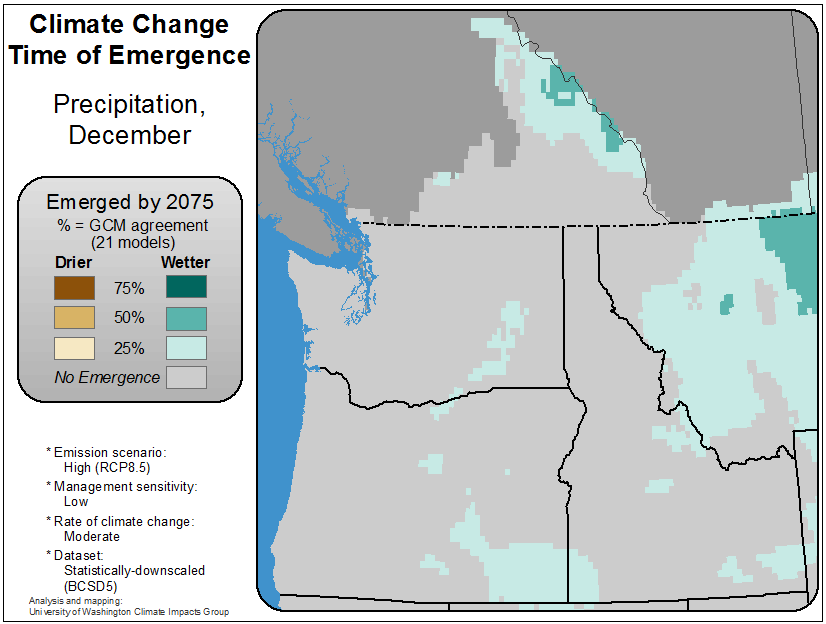 Climate Change
Time of Emergence
Precipitation,
December
Emerged by 2075
% = GCM agreement
(21 models)
Drier Wetter
75%
50%
25%
No Emergence
* Emission scenario:
High (RCP8.5)
* Management sensitivity:
Low
* Rate of climate change:
Moderate
* Dataset:
Statistically-downscaled
(BCSD5)
Analysis and mapping:
University of Washington Climate Impacts Group